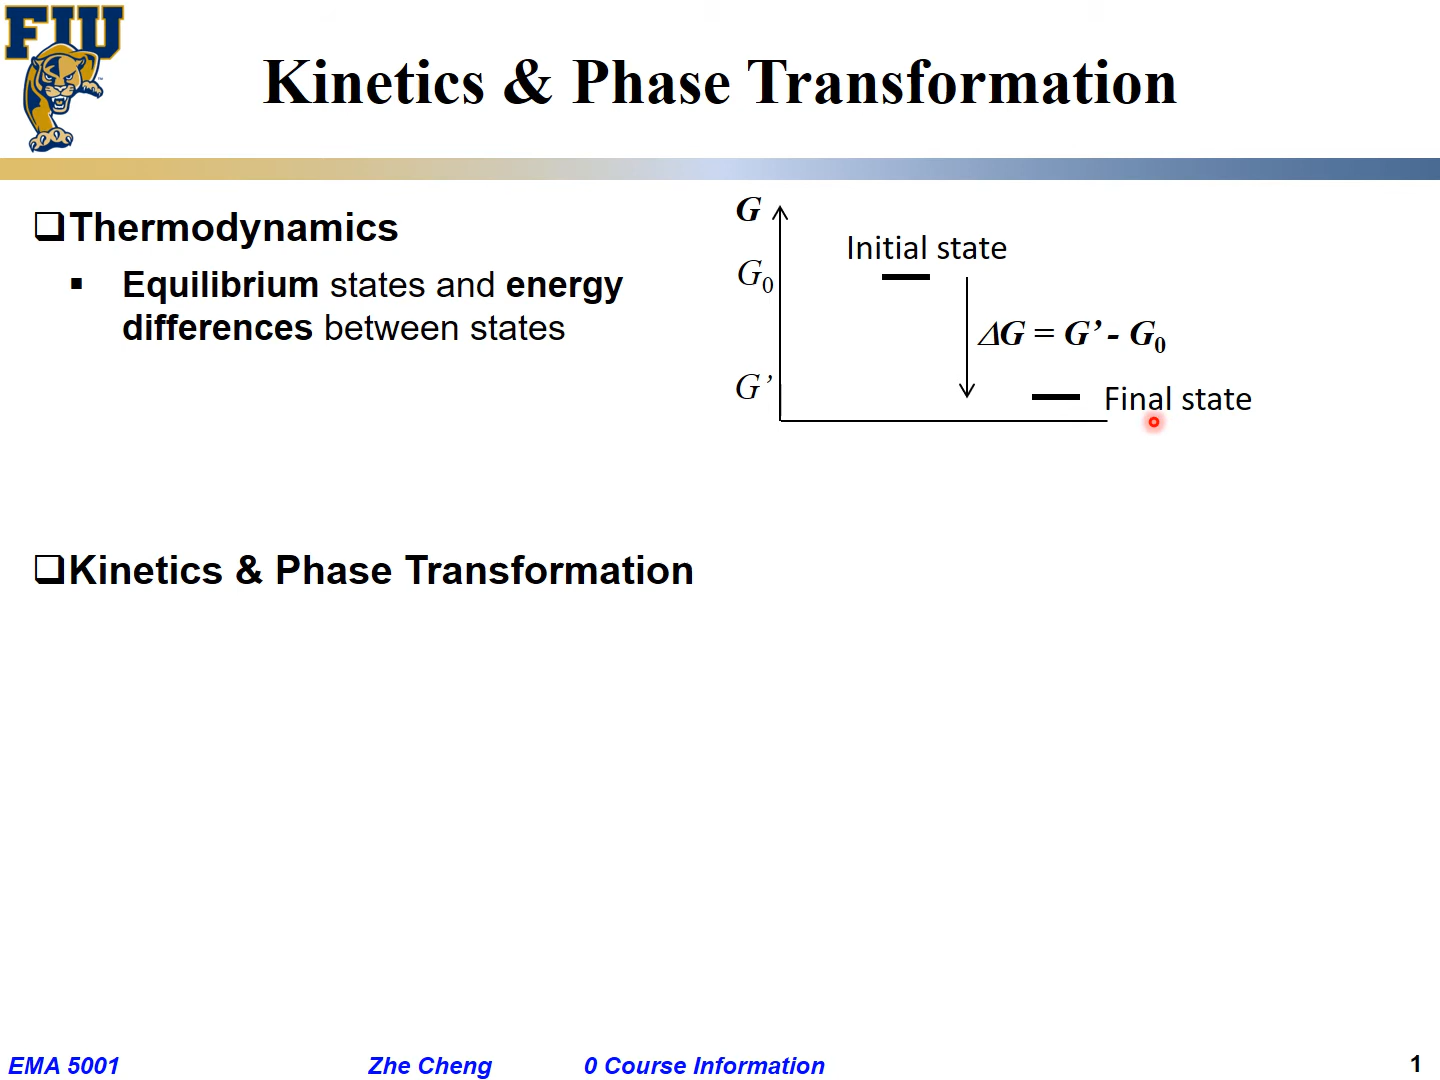 FIU
Kinetics & Phase Transformation
❑Thermodynamics
▪ Equilibrium states and energy
differences between states
G
Initial state
G₀
ΔG = G’ - G₀
G’
Final state
❑Kinetics & Phase Transformation
EMA 5001 Zhe Cheng 0 Course Information 1